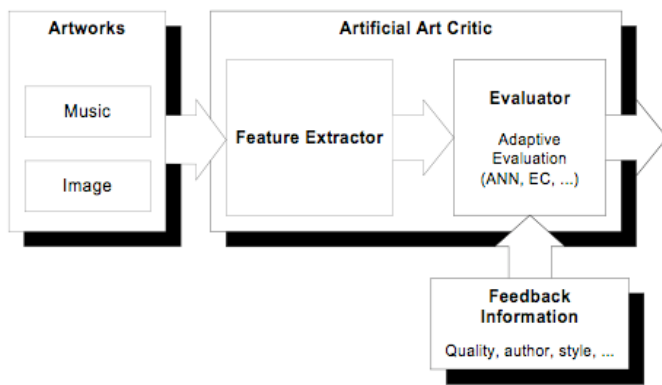 Artworks
Music
Image
Artificial Art Critic
Feature Extractor
Evaluator
Adaptive
Evaluation
(ANN, EC, ...)
Feedback
Information
Quality, author, style, ...